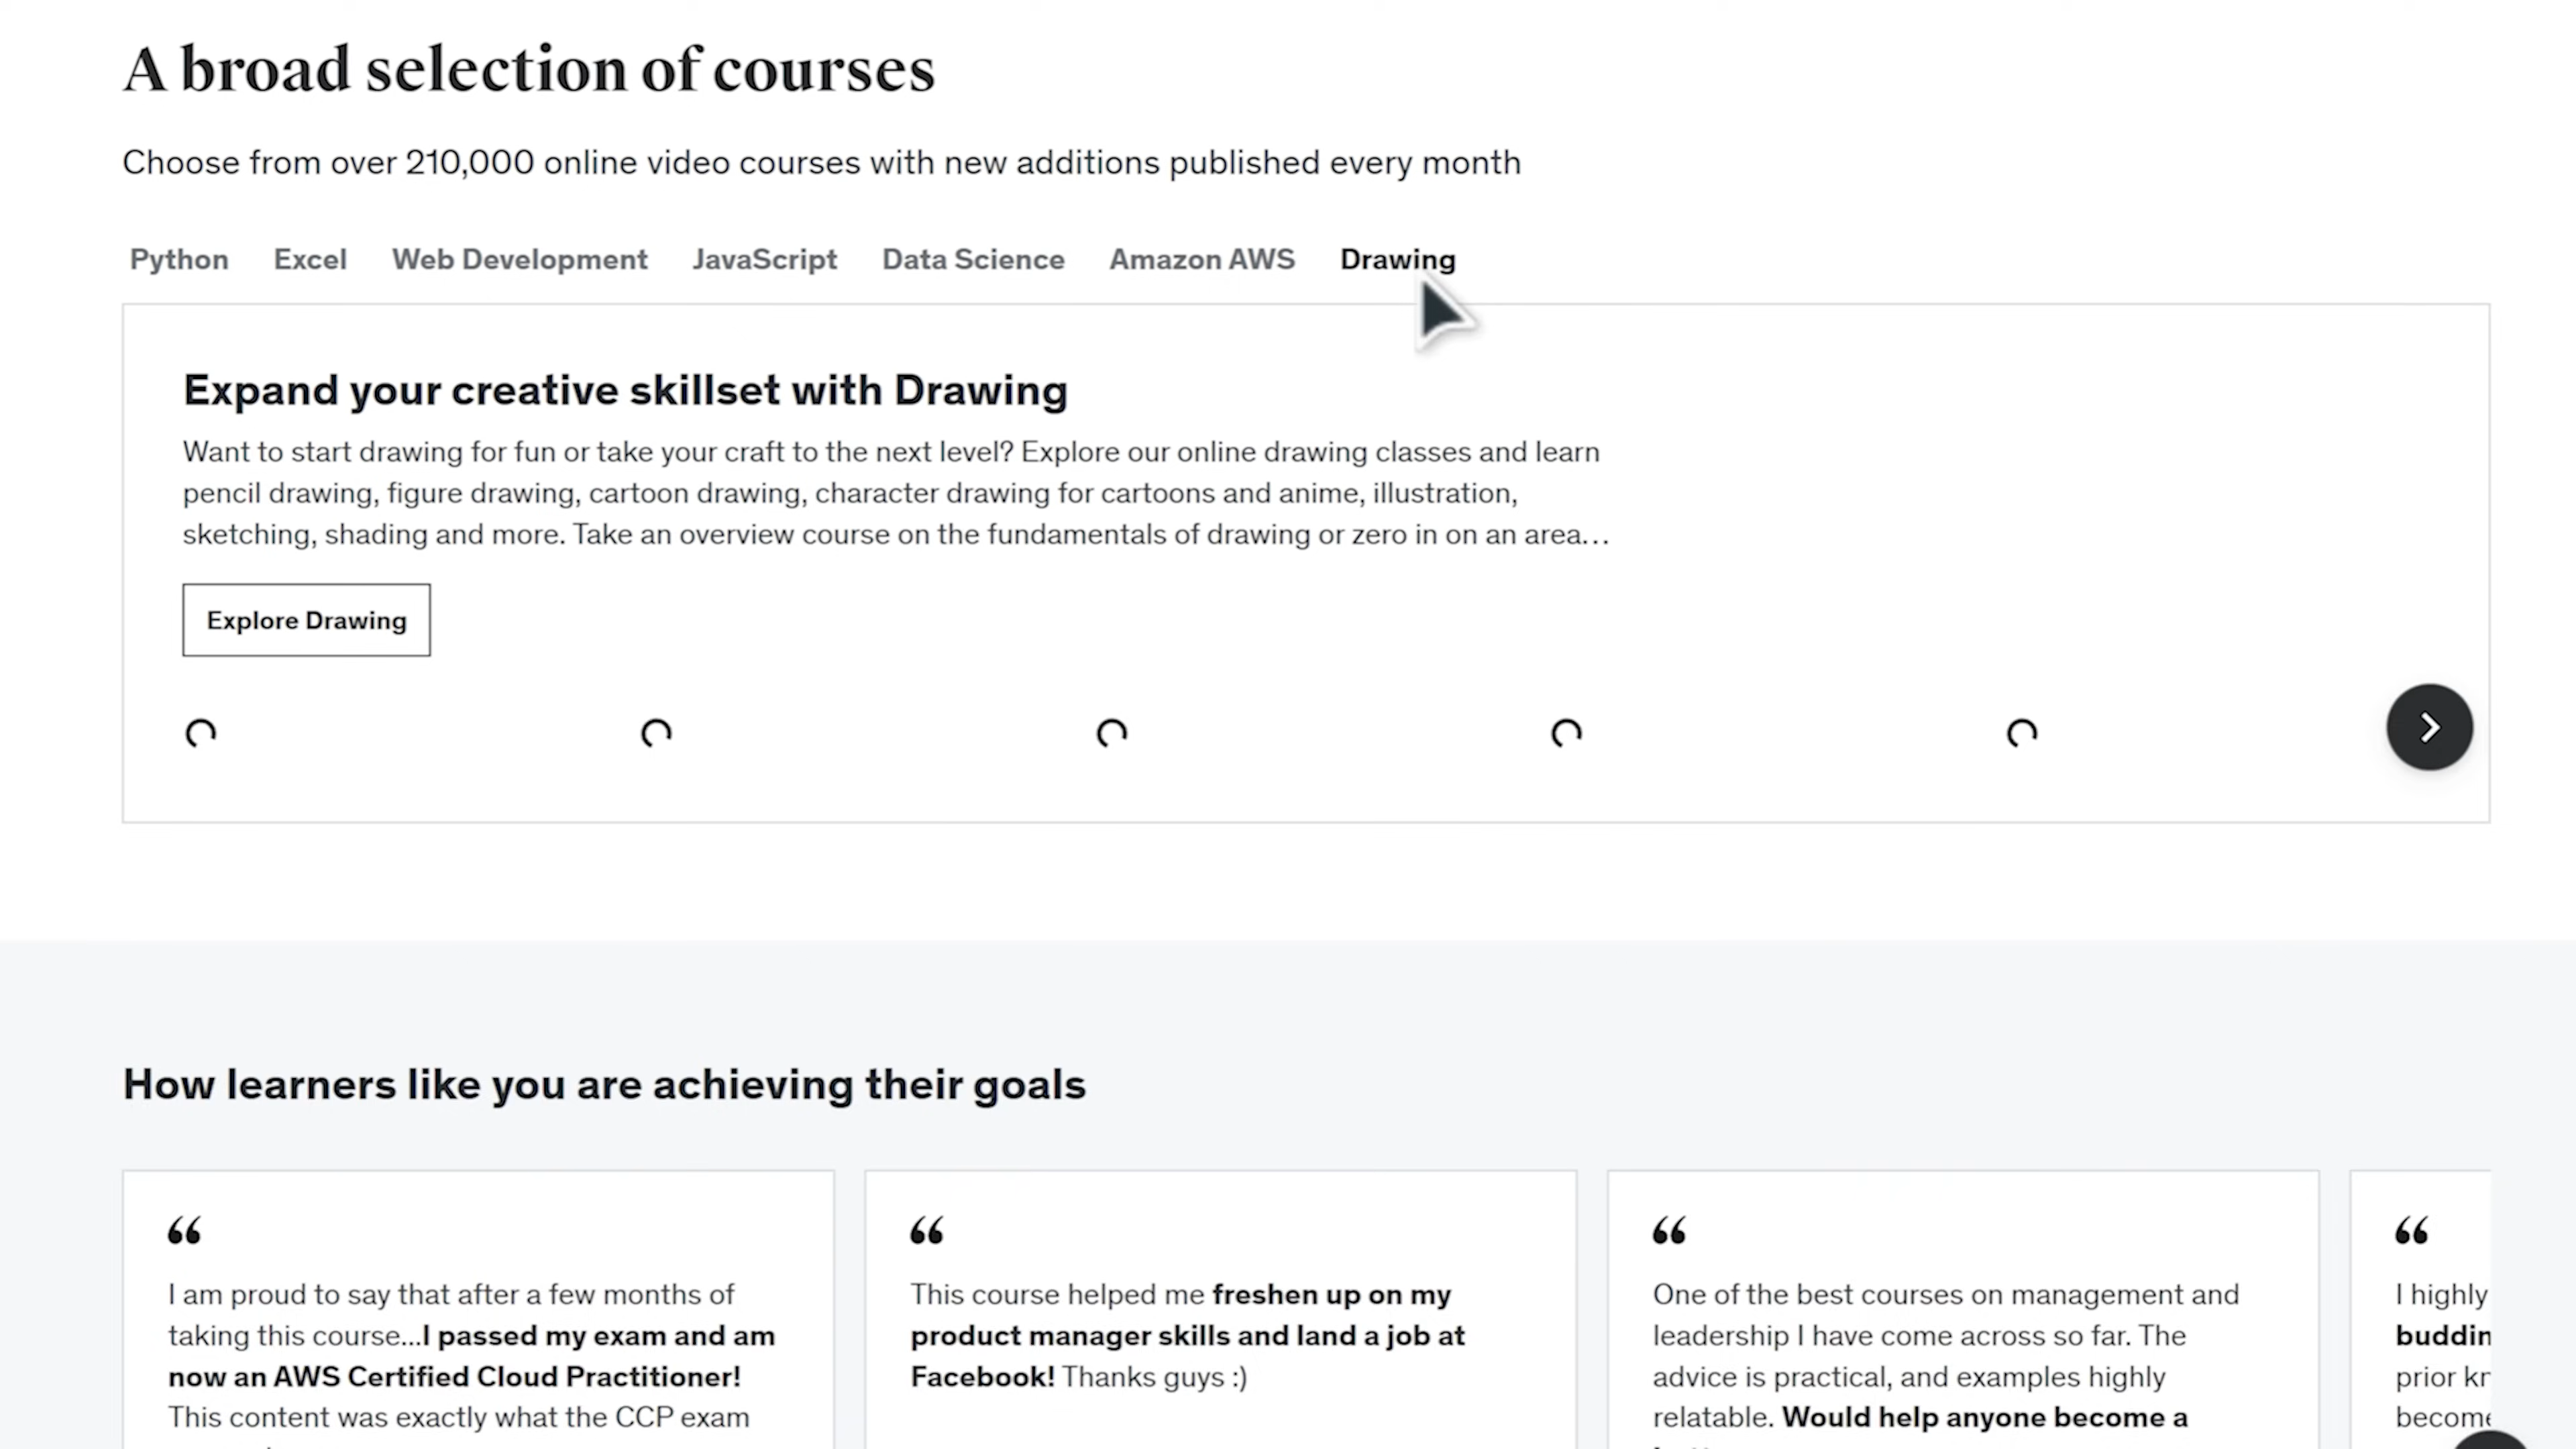 A broad selection of courses
Choose from over 210,000 online video courses with new additions published every month
Python Excel Web Development JavaScript Data Science Amazon AWS Drawing
Expand your creative skillset with Drawing
Want to start drawing for fun or take your craft to the next level? Explore our online drawing classes and learn
pencil drawing, figure drawing, cartoon drawing, character drawing for cartoons and anime, illustration,
sketching, shading and more. Take an overview course on the fundamentals of drawing or zero in on an area…
Explore Drawing
How learners like you are achieving their goals
“
I am proud to say that after a few months of
taking this course...I passed my exam and am
now an AWS Certified Cloud Practitioner!
This content was exactly what the CCP exam
“
This course helped me freshen up on my
product manager skills and land a job at
Facebook! Thanks guys :)
“
One of the best courses on management and
leadership I have come across so far. The
advice is practical, and examples highly
relatable. Would help anyone become a
“
I highly
prior